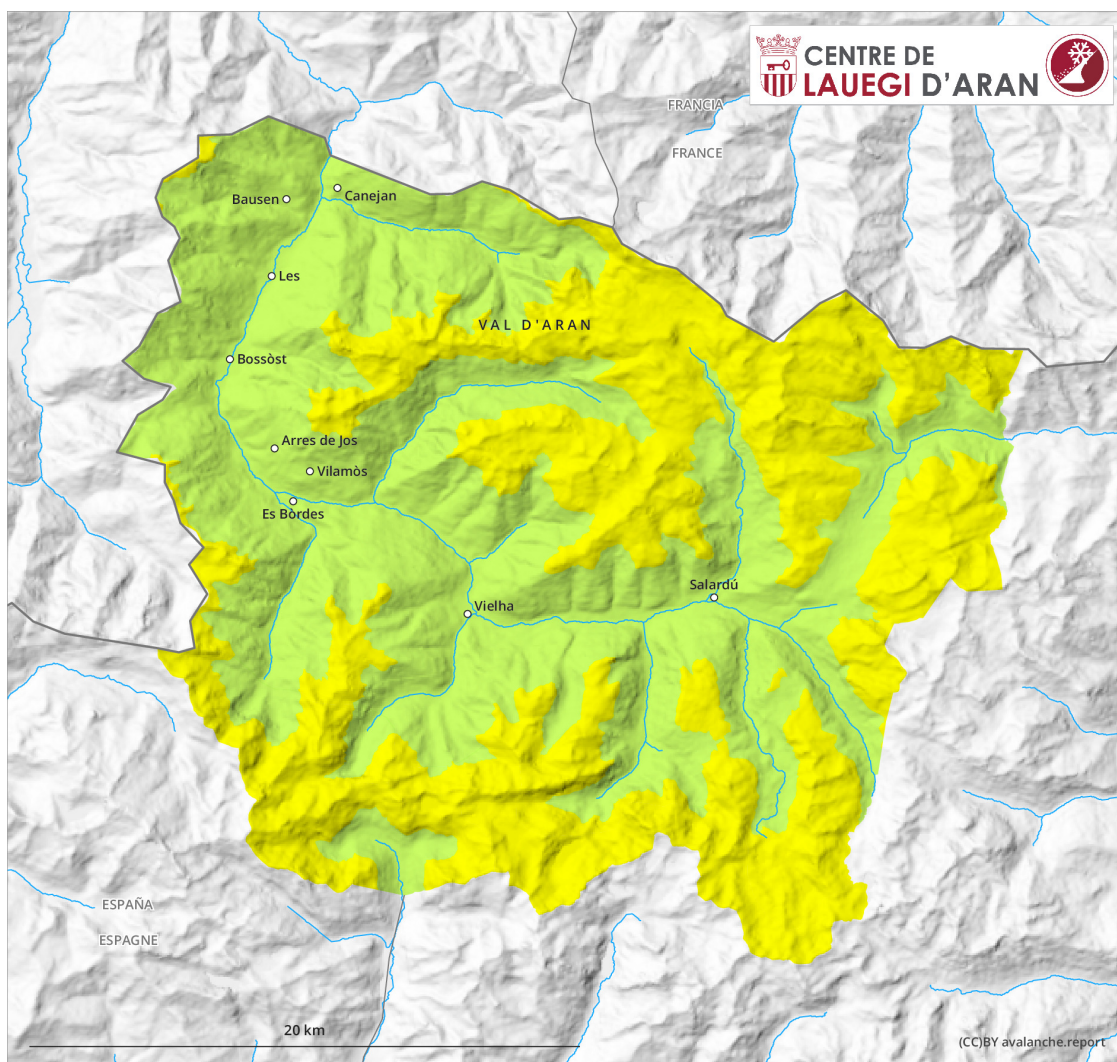 CENTRE DE
LAUEGI D'ARAN
FRANCIA
FRANCE
Bausen
Canejan
Les
VAL D'ARAN
Bossòst
Arres de Jos
Vilamòs
Es Bòrdes
Salardú
Vielha
ESPAÑA
ESPAGNE
20 km
(CC)BY avalanche.report